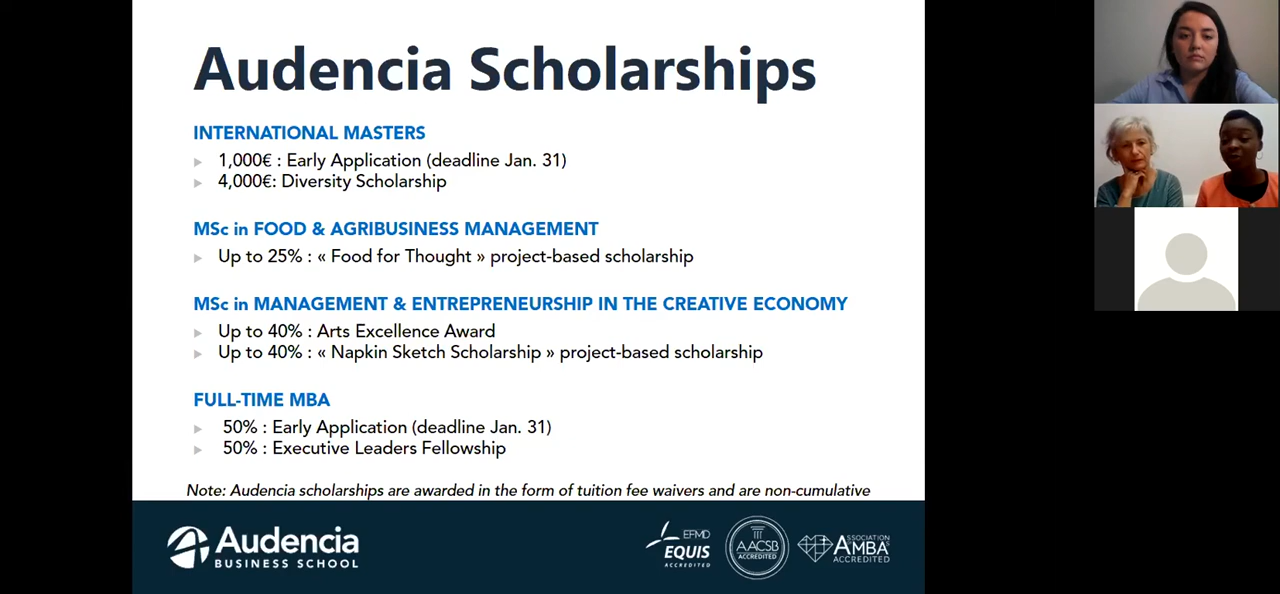 Audencia Scholarships
INTERNATIONAL MASTERS
1,000€ : Early Application (deadline Jan. 31)
4,000€: Diversity Scholarship
MSc in FOOD & AGRIBUSINESS MANAGEMENT
Up to 25% : « Food for Thought » project-based scholarship
MSc in MANAGEMENT & ENTREPRENEURSHIP IN THE CREATIVE ECONOMY
Up to 40% : Arts Excellence Award
Up to 40% : « Napkin Sketch Scholarship » project-based scholarship
FULL-TIME MBA
50% : Early Application (deadline Jan. 31)
50% : Executive Leaders Fellowship
Note: Audencia scholarships are awarded in the form of tuition fee waivers and are non-cumulative
Audencia
BUSINESS SCHOOL
EFMD
EQUIS
ACCREDITED
AACSB
ACCREDITED
ASSOCIATION
AMBA'S
ACCREDITED